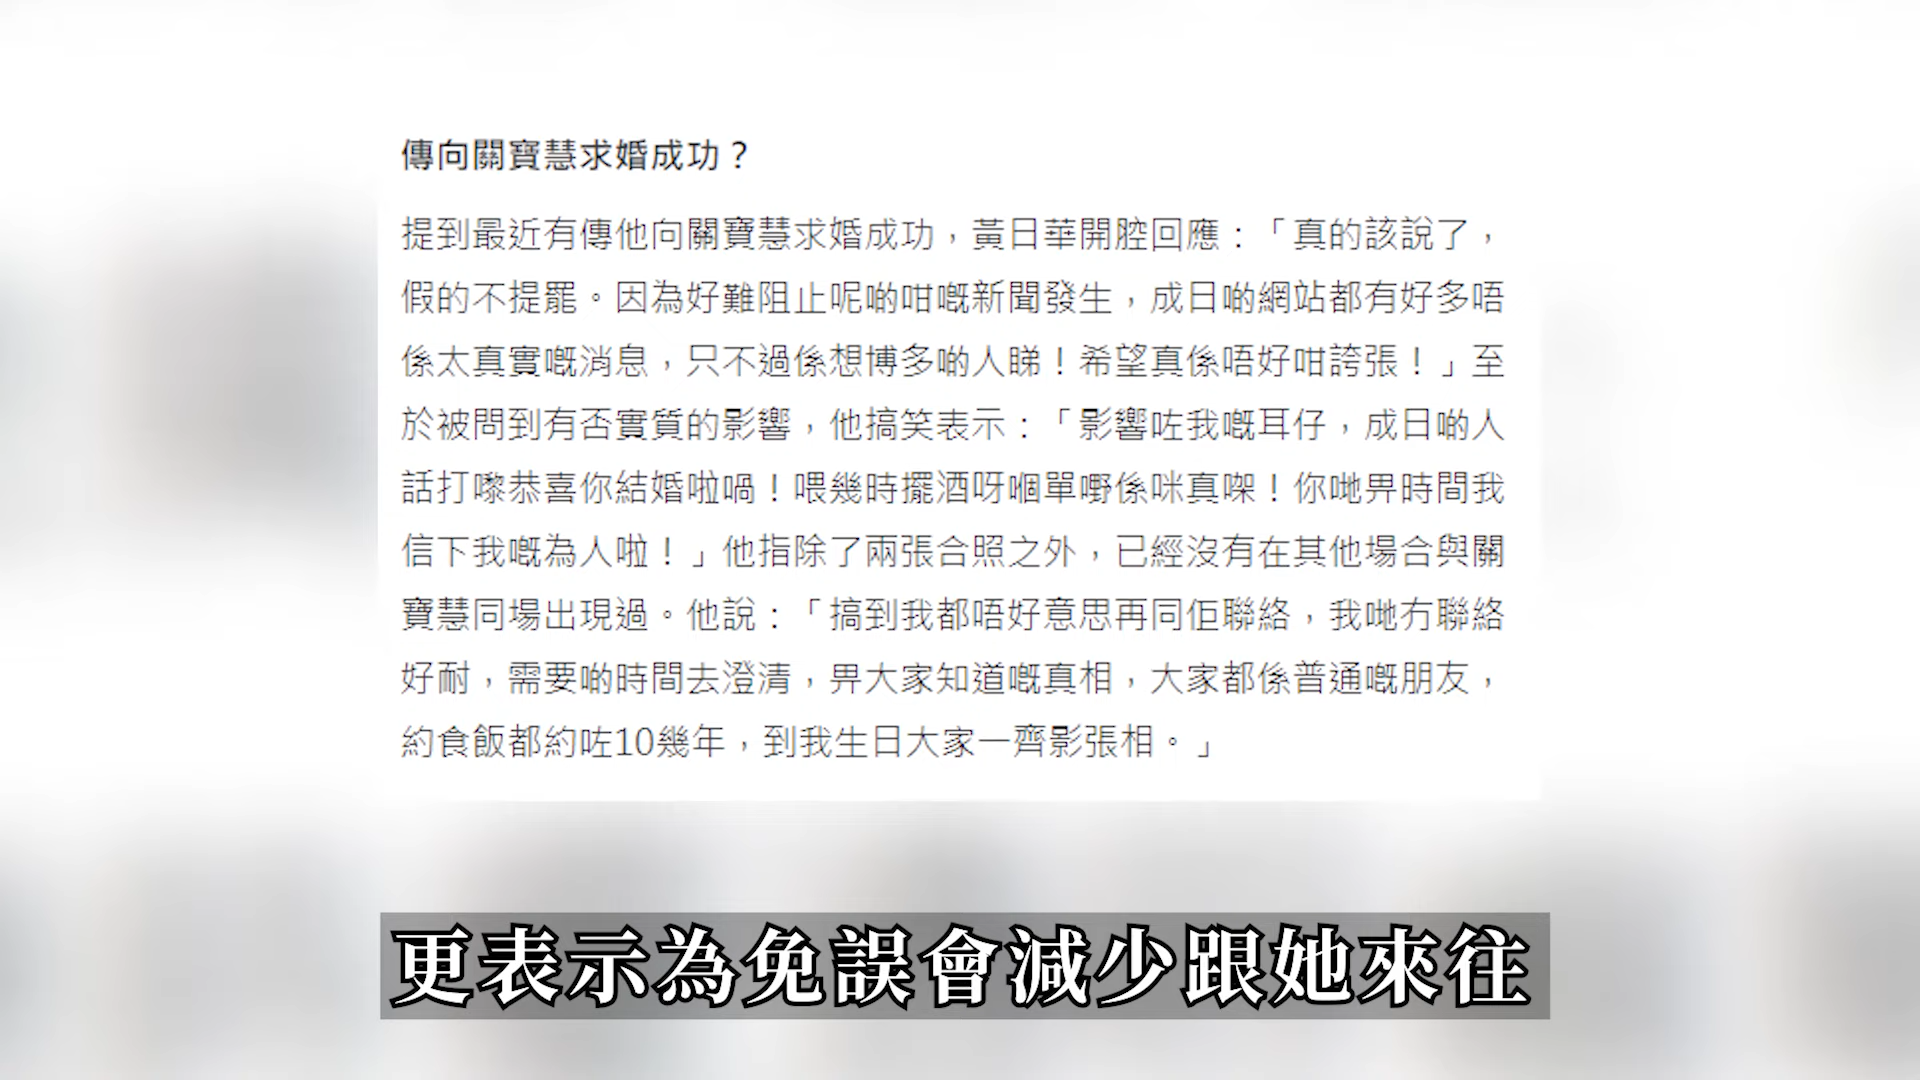 傳向關寶慧求婚成功？
提到最近有傳他向關寶慧求婚成功，黃日華開腔回應：「真的該說了，
假的不提罷。因為好難阻止呢啲咁嘅新聞發生，成日啲網站都有好多唔
係太真實嘅消息，只不過係想博多啲人睇！希望真係唔好咁誇張！」至
於被問到有否實質的影響，他搞笑表示：「影響咗我嘅耳仔，成日啲人
話打嚟恭喜你結婚啦喎！喂幾時擺酒呀嗰單嘢係咪真㗎！你哋畀時間我
信下我嘅為人啦！」他指除了兩張合照之外，已經沒有在其他場合與關
寶慧同場出現過。他說：「搞到我都唔好意思再同佢聯絡，我哋冇聯絡
好耐，需要啲時間去澄清，畀大家知道嘅真相，大家都係普通嘅朋友，
約食飯都約咗10幾年，到我生日大家一齊影張相。」
更表示為免誤會減少跟她來往